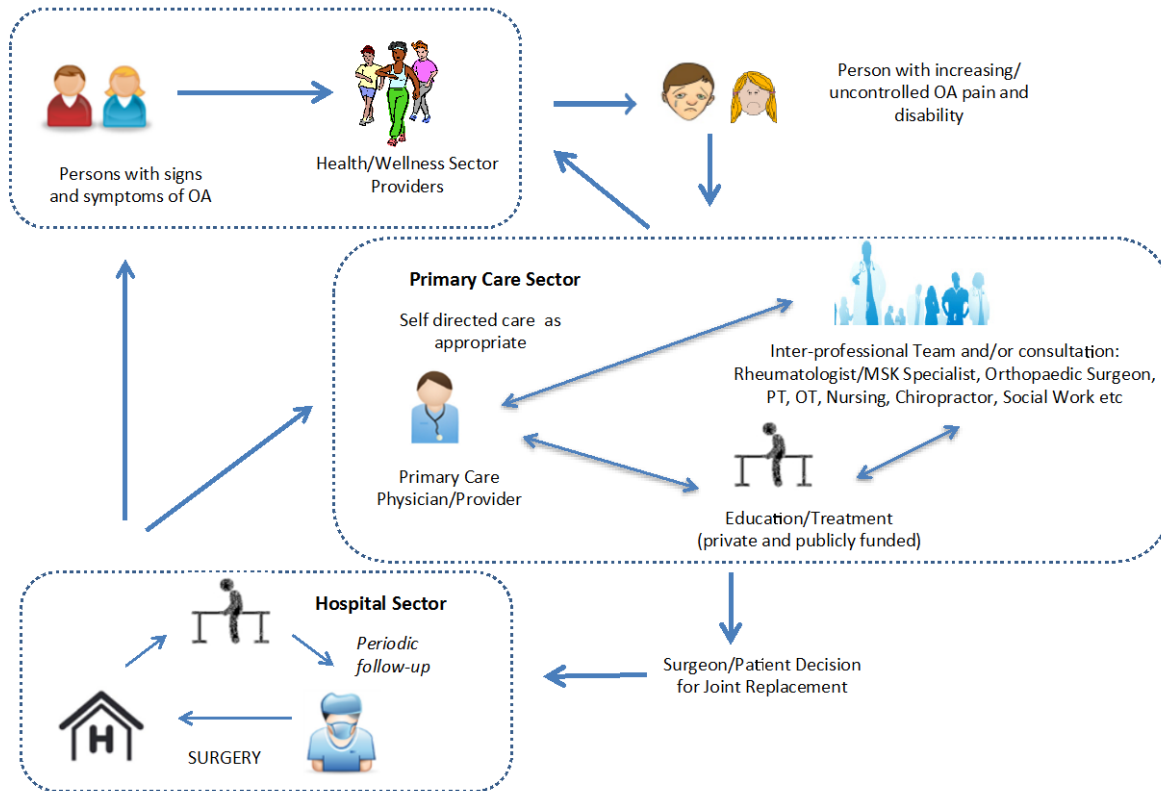 Persons with signs
and symptoms of OA
Health/Wellness Sector
Providers
Person with increasing/
uncontrolled OA pain and
disability
Primary Care Sector
Self directed care  as
appropriate
Primary Care
Physician/Provider
Inter-professional Team and/or consultation:
Rheumatologist/MSK Specialist, Orthopaedic Surgeon,
PT, OT, Nursing, Chiropractor, Social Work etc
Education/Treatment
(private and publicly funded)
Surgeon/Patient Decision
for Joint Replacement
Hospital Sector
Periodic
follow-up
H
SURGERY